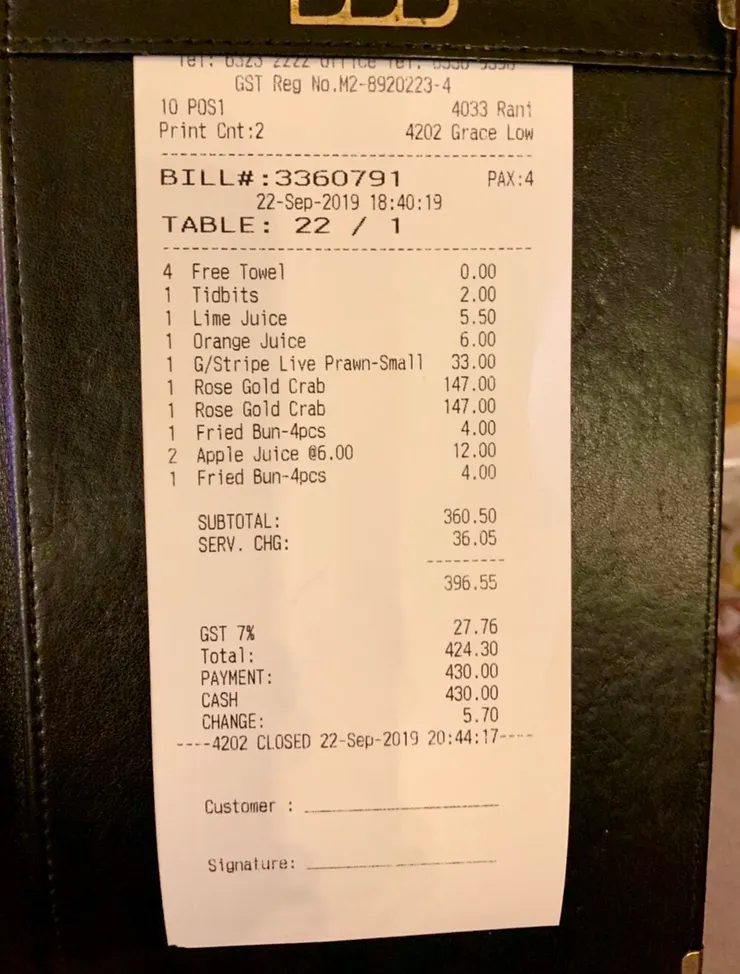 GST Reg No.M2-8920223-4
10 POS1 4033 Rani
Print Cnt:2 4202 Grace Low
BILL#:3360791 PAX:4
22-Sep-2019 18:40:19
TABLE: 22 / 1
4 Free Towel 0.00
1 Tidbits 2.00
1 Lime Juice 5.50
1 Orange Juice 6.00
1 G/Stripe Live Prawn-Small 33.00
1 Rose Gold Crab 147.00
1 Rose Gold Crab 147.00
1 Fried Bun-4pcs 4.00
2 Apple Juice @6.00 12.00
1 Fried Bun-4pcs 4.00
SUBTOTAL: 360.50
SERV. CHG: 36.05
396.55
GST 7% 27.76
Total: 424.30
PAYMENT: 430.00
CASH 430.00
CHANGE: 5.70
----4202 CLOSED 22-Sep-2019 20:44:17----
Customer :
Signature: